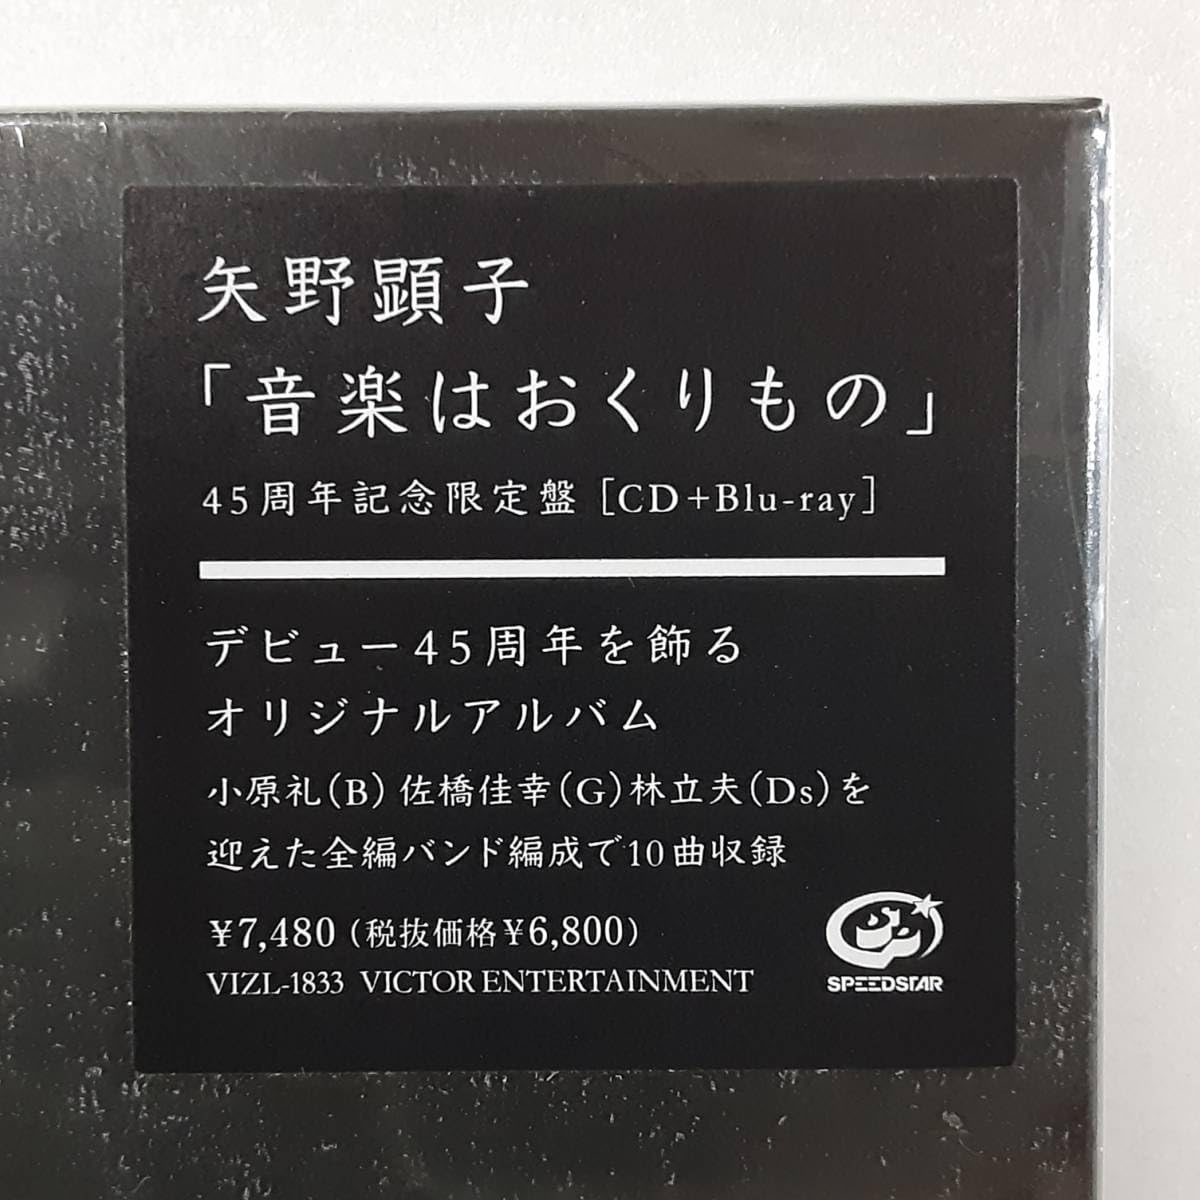 矢野顕子
「音楽はおくりもの」
45周年記念限定盤［CD+Blu-ray］
デビュー45周年を飾る
オリジナルアルバム
小原礼(B) 佐橋佳幸(G)林立夫(Ds)を
迎えた全編バンド編成で10曲収録
¥7,480（税抜価格¥6,800）
VIZL-1833 VICTOR ENTERTAINMENT
SPEEDSTAR